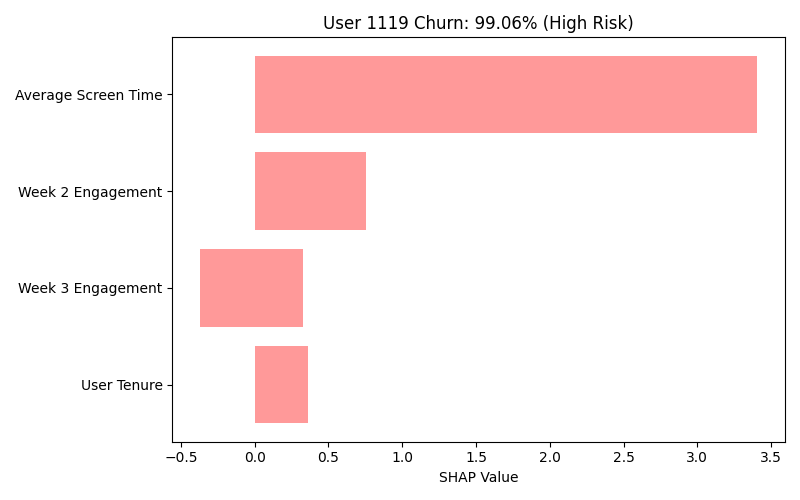 User 1119 Churn: 99.06% (High Risk)
Average Screen Time
Week 2 Engagement
Week 3 Engagement
User Tenure
−0.5 0.0 0.5 1.0 1.5 2.0 2.5 3.0 3.5
SHAP Value